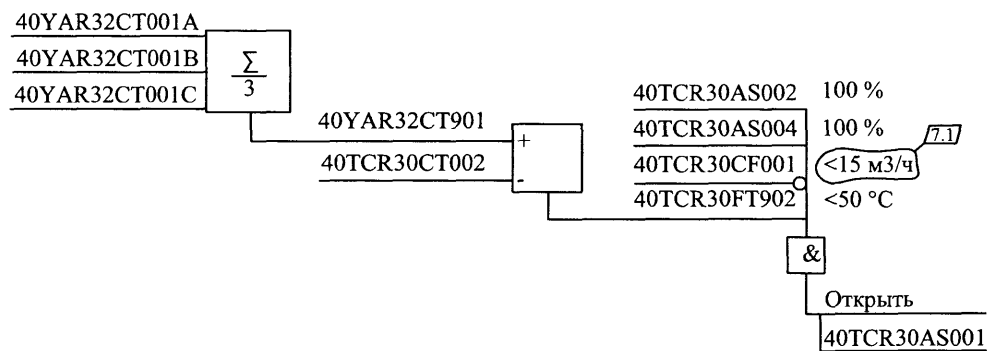 40YAR32CT001A
40YAR32CT001B
40YAR32CT001C
∑
3
40YAR32CT901
40TCR30CT002
+
-
40TCR30AS002 100 %
40TCR30AS004 100 %
7.1
40TCR30CF001 <15 м3/ч
40TCR30FT902 <50 °C
&
Открыть
40TCR30AS001